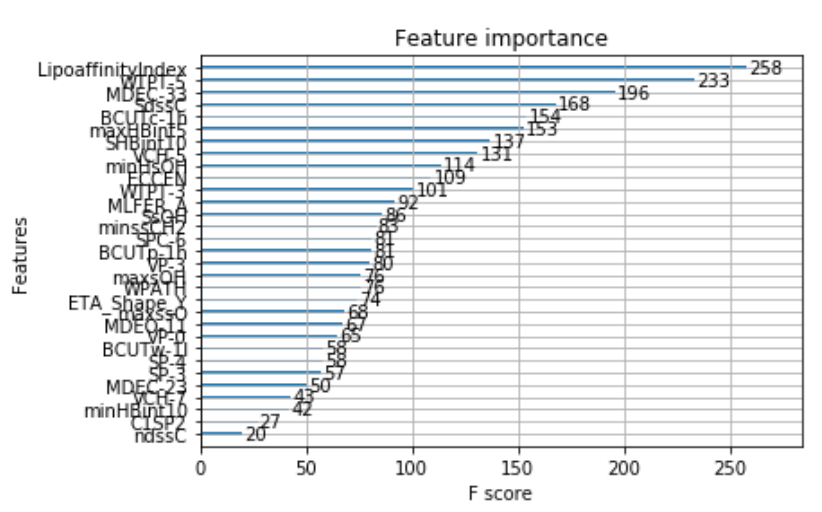 Feature importance
LipoaffinityIndex 258
WTPT-5 233
MDEC-33 196
SdssC 168
BCUTc-1h 154
maxHBint5 153
SHBint10 137
VCH-5 131
minHsOH 114
ECCEN 109
WTPT-3 101
MLFER_A 92
SsOH 86
minssCH2 83
SPC-6 81
BCUTp-1h 81
VP-3 80
maxsOH 76
WPATH 76
ETA_Shape_Y 74
maxssO 68
MDEO-11 67
VP-0 65
BCUTw-1l 58
SP-4 58
SP-3 57
MDEC-23 50
VCH-7 43
minHBint10 42
C1SP2 27
ndssC 20
Features
0 50 100 150 200 250
F score